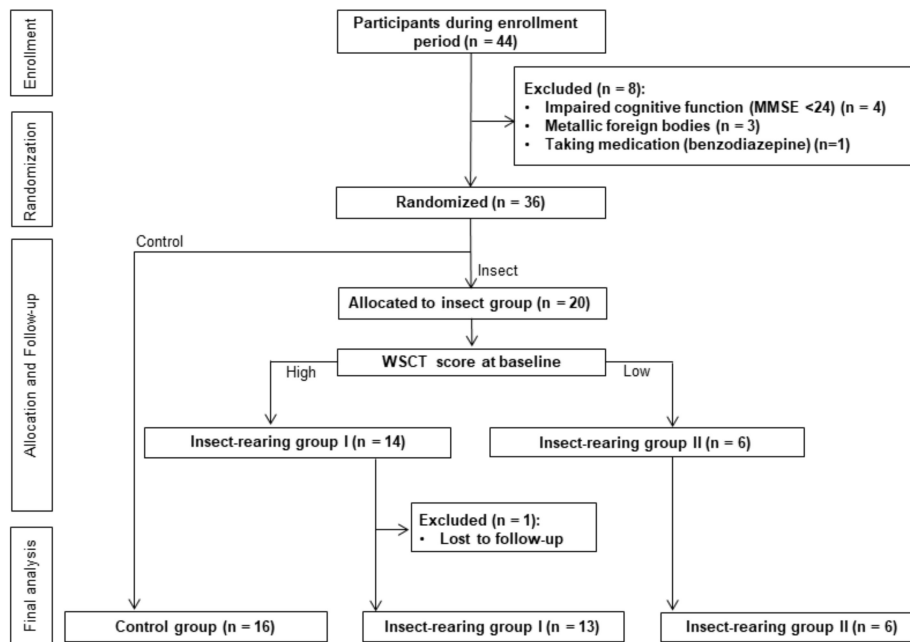 Enrollment
Participants during enrollment
period (n = 44)
Excluded (n = 8):
• Impaired cognitive function (MMSE <24) (n = 4)
• Metallic foreign bodies (n = 3)
• Taking medication (benzodiazepine) (n=1)
Randomization
Randomized (n = 36)
Allocation and Follow-up
Control
Insect
Allocated to insect group (n = 20)
WSCT score at baseline
High
Low
Insect-rearing group I (n = 14)
Insect-rearing group II (n = 6)
Excluded (n = 1):
• Lost to follow-up
Final analysis
Control group (n = 16)
Insect-rearing group I (n = 13)
Insect-rearing group II (n = 6)